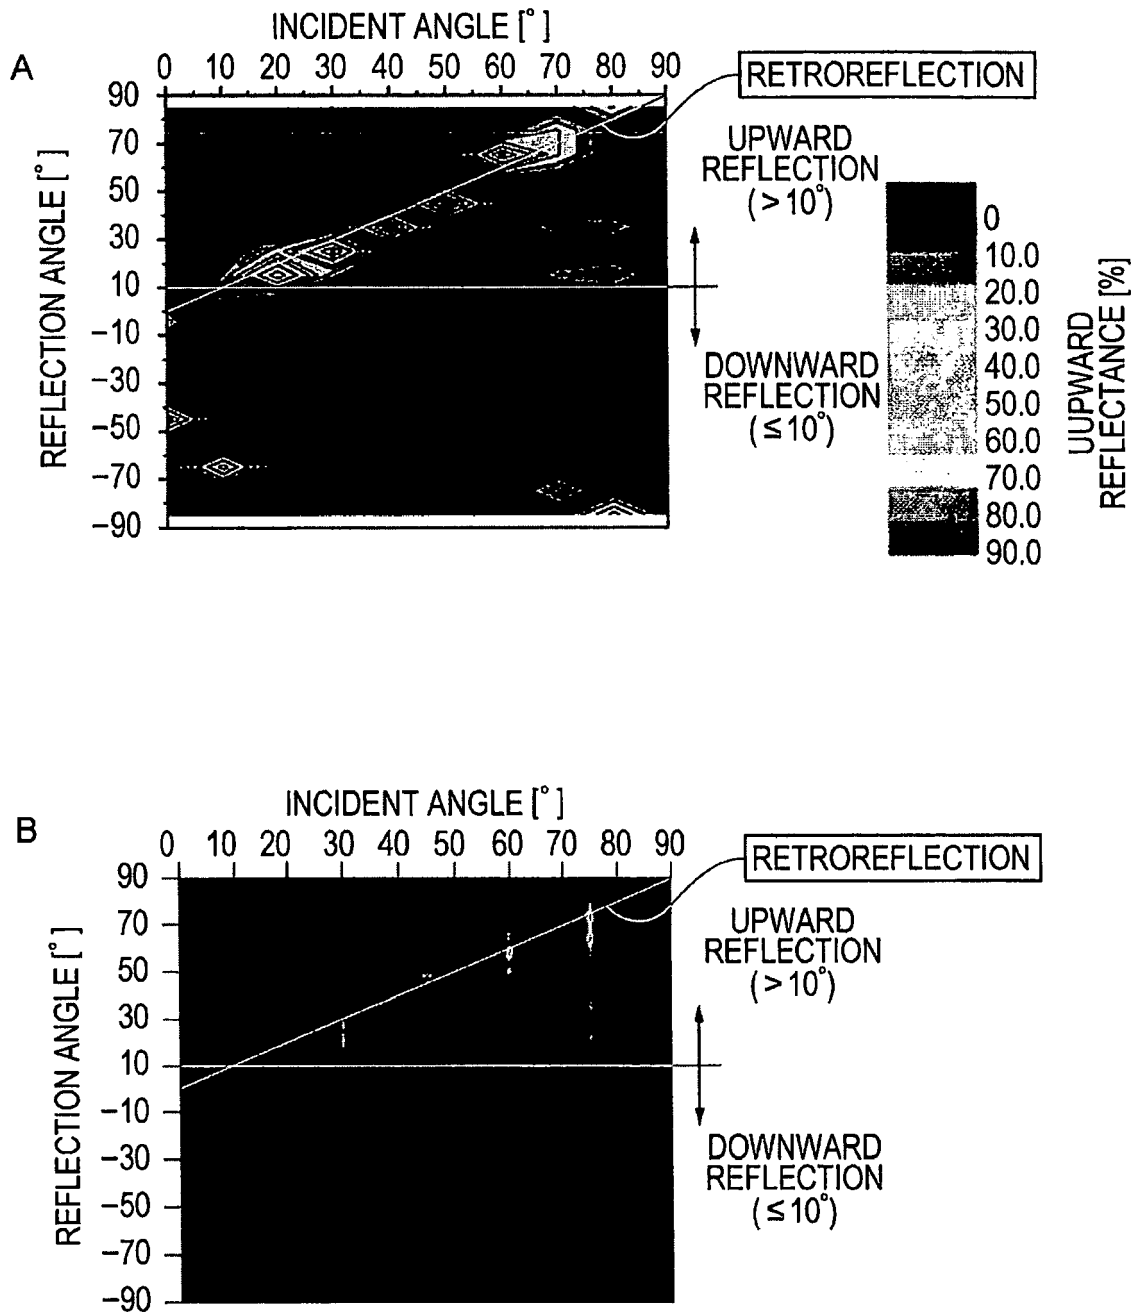 A
INCIDENT ANGLE [°]
0 10 20 30 40 50 60 70 80 90
RETROREFLECTION
REFLECTION ANGLE [°]
90
70
50
30
10
−10
−30
−50
−70
−90
UPWARD
REFLECTION
(>10°)
DOWNWARD
REFLECTION
(≤10°)
0
10.0
20.0
30.0
40.0
50.0
60.0
70.0
80.0
90.0
UUPWARD
REFLECTANCE [%]
B
INCIDENT ANGLE [°]
0 10 20 30 40 50 60 70 80 90
RETROREFLECTION
REFLECTION ANGLE [°]
90
70
50
30
10
−10
−30
−50
−70
−90
UPWARD
REFLECTION
(>10°)
DOWNWARD
REFLECTION
(≤10°)